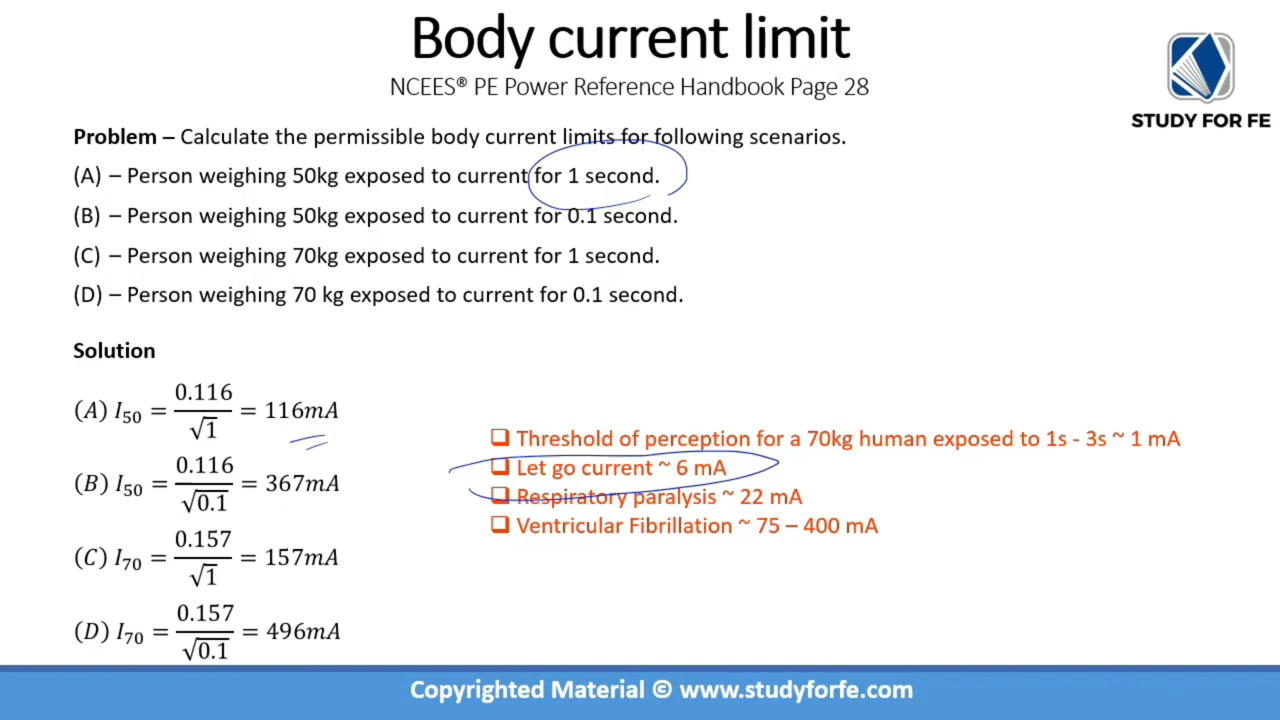 Body current limit
NCEES® PE Power Reference Handbook Page 28
STUDY FOR FE
Problem – Calculate the permissible body current limits for following scenarios.
(A) – Person weighing 50kg exposed to current for 1 second.
(B) – Person weighing 50kg exposed to current for 0.1 second.
(C) – Person weighing 70kg exposed to current for 1 second.
(D) – Person weighing 70 kg exposed to current for 0.1 second.
Solution
(A) I₅₀ = 0.116/√1 = 116mA
(B) I₅₀ = 0.116/√0.1 = 367mA
(C) I₇₀ = 0.157/√1 = 157mA
(D) I₇₀ = 0.157/√0.1 = 496mA
❑ Threshold of perception for a 70kg human exposed to 1s - 3s ~ 1 mA
❑ Let go current ~ 6 mA
❑ Respiratory paralysis ~ 22 mA
❑ Ventricular Fibrillation ~ 75 – 400 mA
Copyrighted Material © www.studyforfe.com